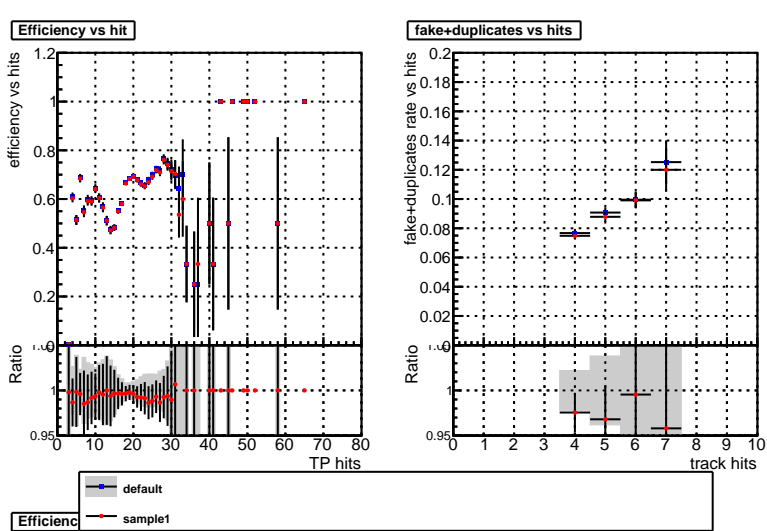 Efficiency vs hit
fake+duplicates vs hits
efficiency vs hits
1.2
1
0.8
0.6
0.4
0.2
0
Ratio
1
0.95
0 10 20 30 40 50 60 70 80
TP hits
fake+duplicates rate vs hits
0.2
0.18
0.16
0.14
0.12
0.1
0.08
0.06
0.04
0.02
0
Ratio
1
0.95
0 1 2 3 4 5 6 7 8 9 10
track hits
default
sample1
Efficienc